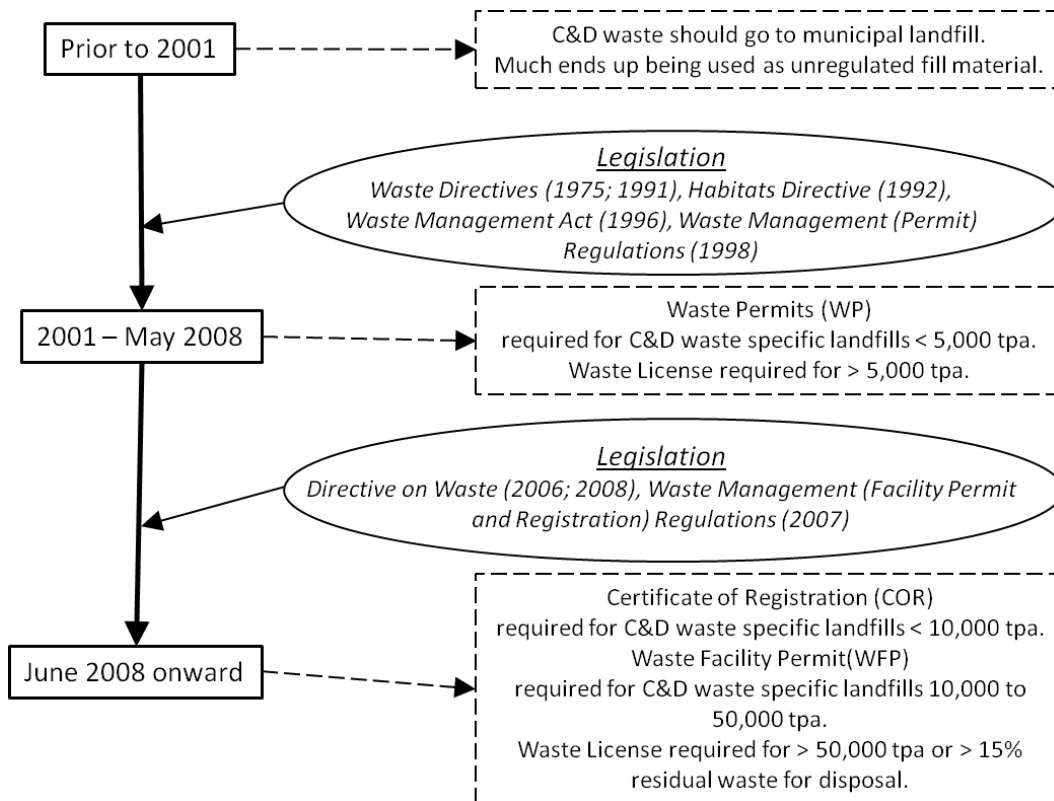 Prior to 2001
C&D waste should go to municipal landfill.
Much ends up being used as unregulated fill material.
Legislation
Waste Directives (1975; 1991), Habitats Directive (1992),
Waste Management Act (1996), Waste Management (Permit)
Regulations (1998)
2001 – May 2008
Waste Permits (WP)
required for C&D waste specific landfills < 5,000 tpa.
Waste License required for > 5,000 tpa.
Legislation
Directive on Waste (2006; 2008), Waste Management (Facility Permit
and Registration) Regulations (2007)
June 2008 onward
Certificate of Registration (COR)
required for C&D waste specific landfills < 10,000 tpa.
Waste Facility Permit(WFP)
required for C&D waste specific landfills 10,000 to
50,000 tpa.
Waste License required for > 50,000 tpa or > 15%
residual waste for disposal.